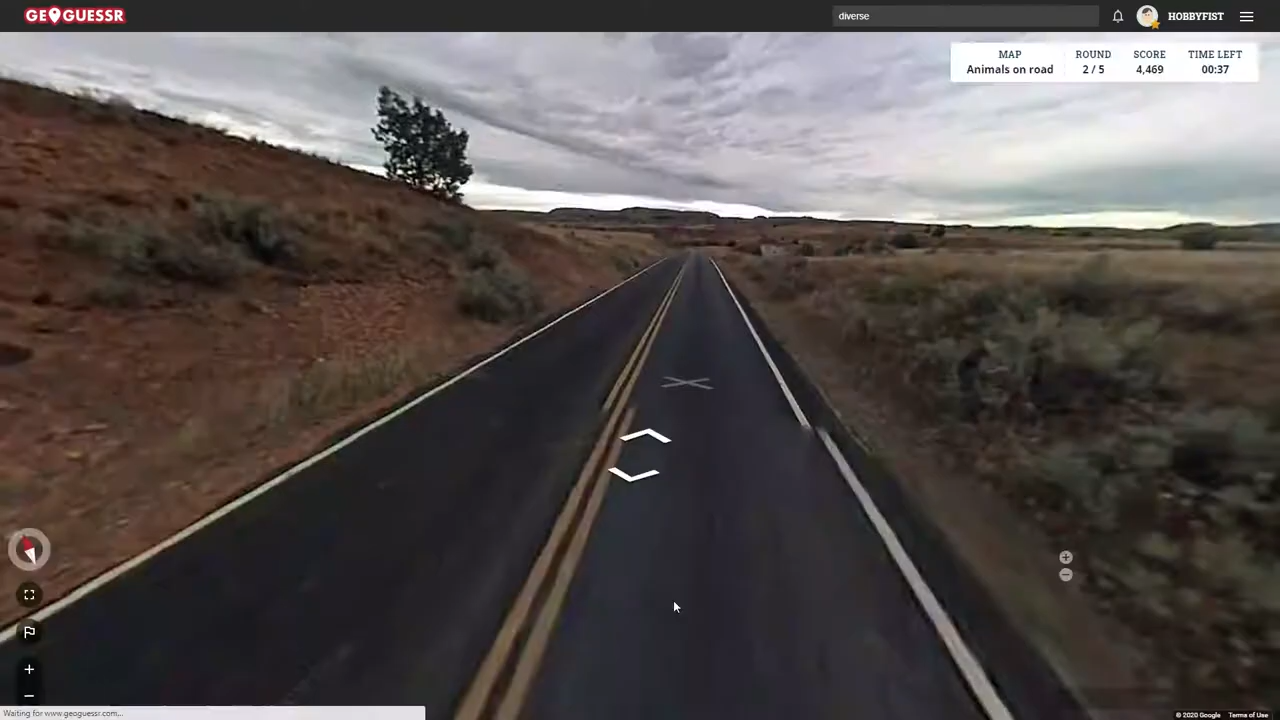 GEOGUESSR
diverse
HOBBYFIST
MAP ROUND SCORE TIME LEFT
Animals on road 2 / 5 4,469 00:37
Waiting for www.geoguessr.com...
© 2020 Google Terms of Use